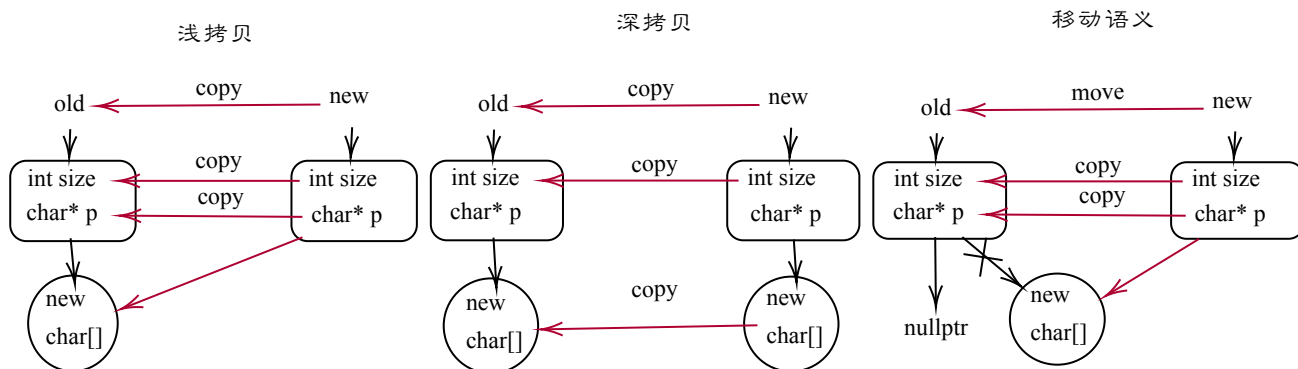 浅拷贝
old
copy
new
int size
char* p
copy
copy
int size
char* p
new
char[]
深拷贝
old
copy
new
int size
char* p
copy
int size
char* p
new
char[]
copy
new
char[]
移动语义
old
move
new
int size
char* p
copy
copy
int size
char* p
nullptr
new
char[]